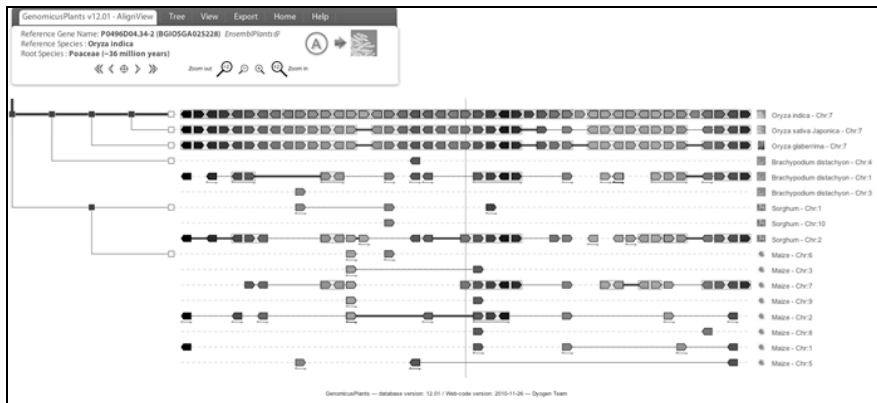 GenomicusPlants v12.01 - AlignView Tree View Export Home Help
Reference Gene Name: P0496D04.34-2 (BGIOSGA025228) EnsemblPlants
Reference Species : Oryza indica
Root Species : Poaceae (~36 million years)
A
Zoom out Zoom in
Oryza indica - Chr:7
Oryza sativa Japonica - Chr:7
Oryza glaberrima - Chr:7
Brachypodium distachyon - Chr:4
Brachypodium distachyon - Chr:1
Brachypodium distachyon - Chr:3
Sorghum - Chr:1
Sorghum - Chr:10
Sorghum - Chr:2
Maize - Chr:6
Maize - Chr:3
Maize - Chr:7
Maize - Chr:9
Maize - Chr:2
Maize - Chr:8
Maize - Chr:1
Maize - Chr:5
GenomicusPlants — database version: 12.01 / Web-code version: 2010-11-26 — Dyogen Team